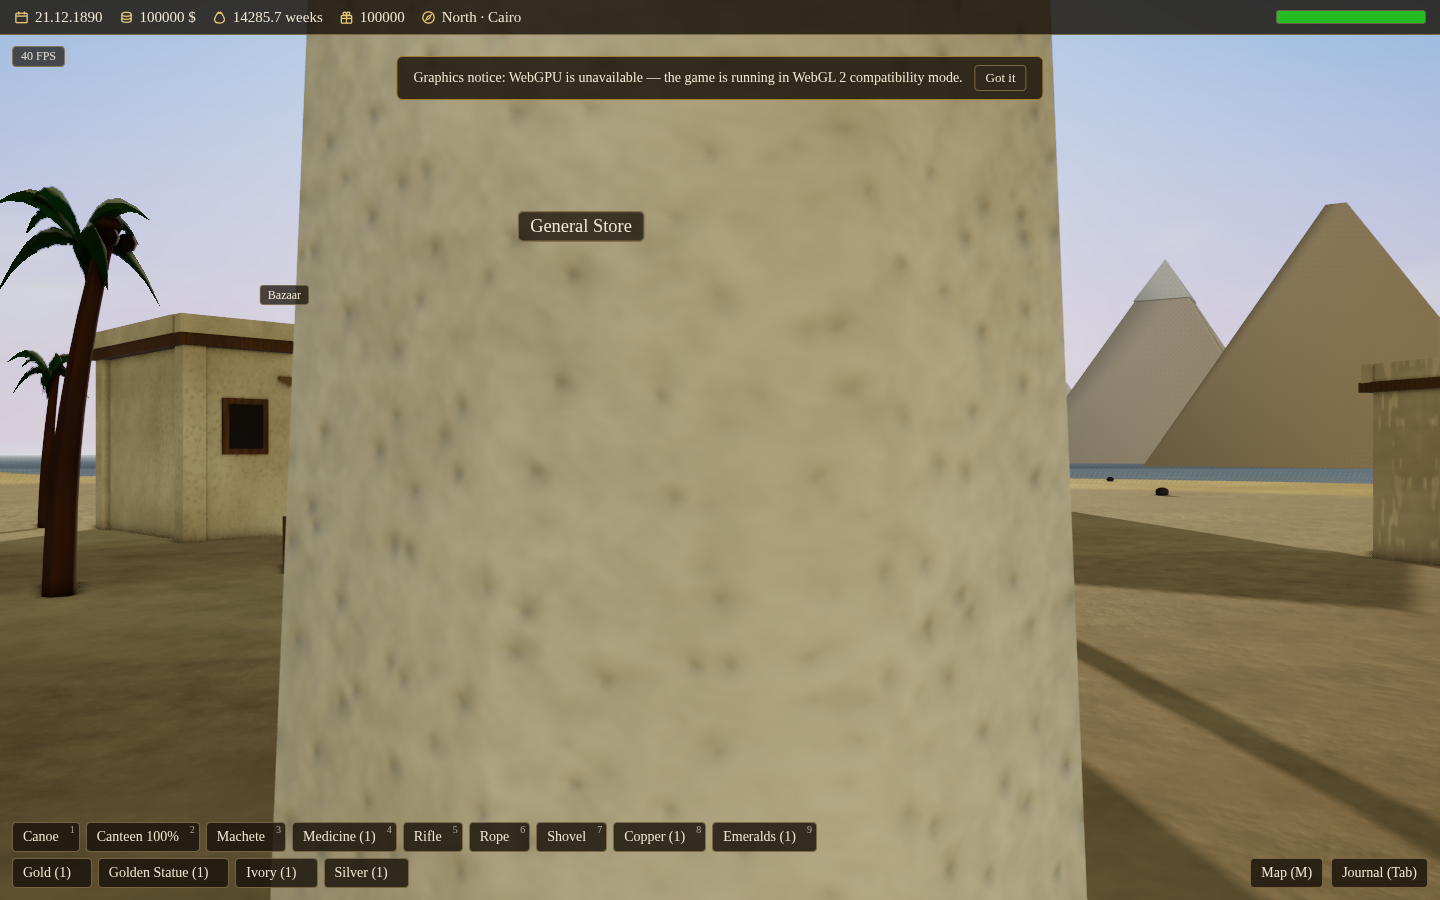 21.12.1890 100000 $ 14285.7 weeks 100000 North · Cairo
40 FPS
Graphics notice: WebGPU is unavailable — the game is running in WebGL 2 compatibility mode. Got it
General Store
Bazaar
Canoe 1 Canteen 100% 2 Machete 3 Medicine (1) 4 Rifle 5 Rope 6 Shovel 7 Copper (1) 8 Emeralds (1) 9
Gold (1) Golden Statue (1) Ivory (1) Silver (1) Map (M) Journal (Tab)